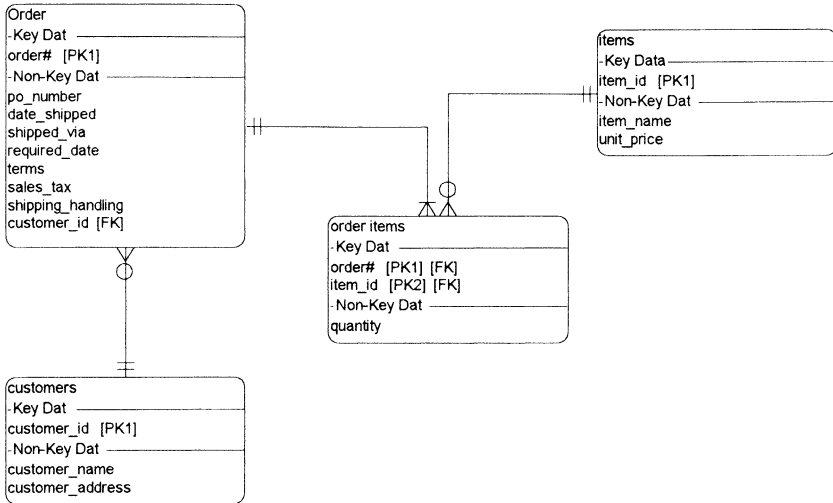 Order
-Key Dat
order# [PK1]
-Non-Key Dat
po_number
date_shipped
shipped_via
required_date
terms
sales_tax
shipping_handling
customer_id [FK]
items
-Key Data
item_id [PK1]
-Non-Key Dat
item_name
unit_price
order items
-Key Dat
order# [PK1] [FK]
item_id [PK2] [FK]
-Non-Key Dat
quantity
customers
-Key Dat
customer_id [PK1]
-Non-Key Dat
customer_name
customer_address